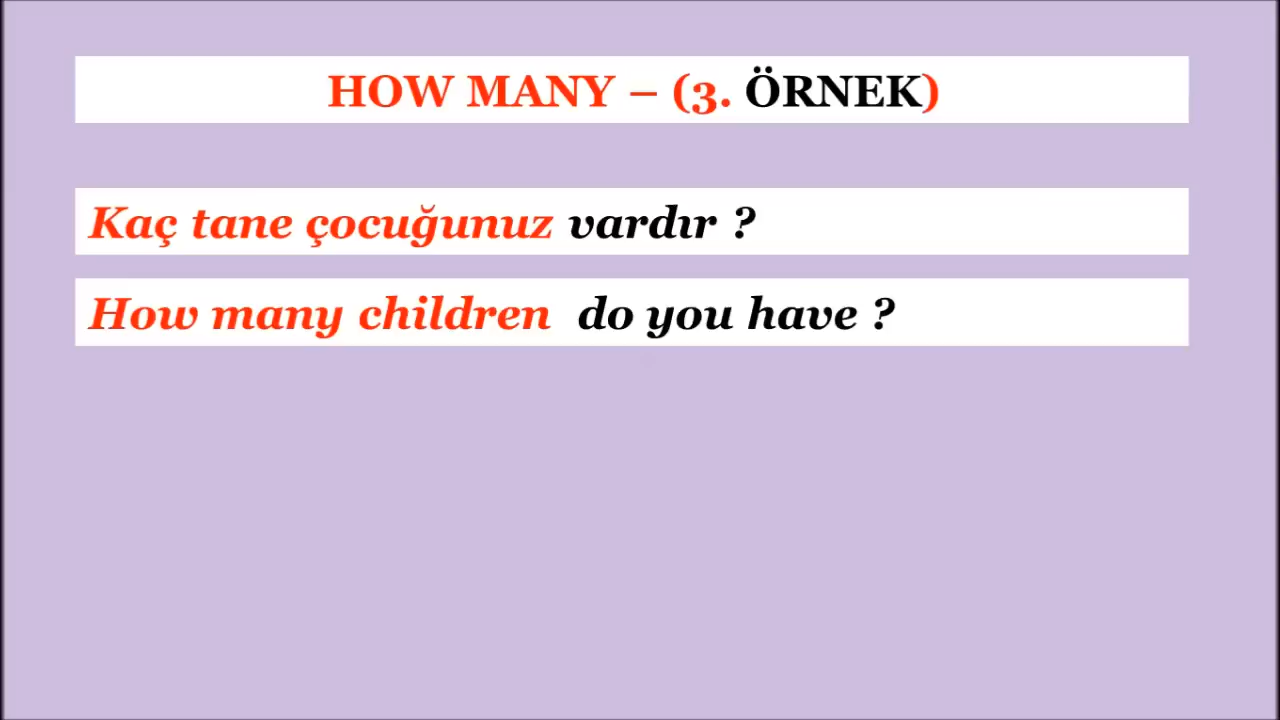 HOW MANY – (3. ÖRNEK)
Kaç tane çocuğunuz vardır ?
How many children do you have ?